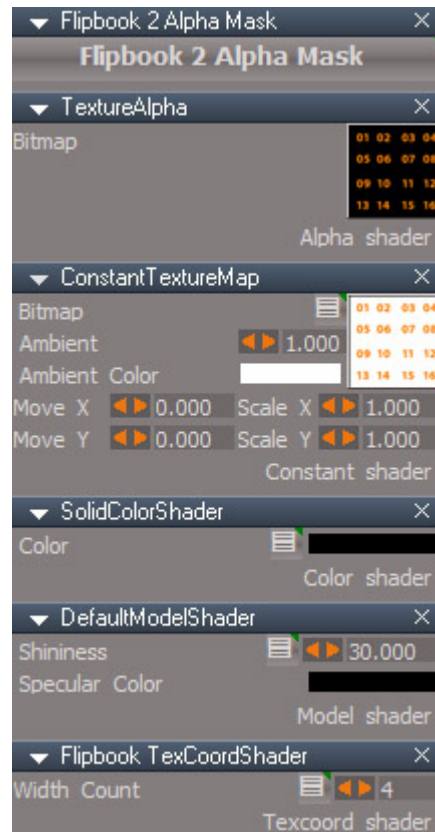 Flipbook 2 Alpha Mask
Flipbook 2 Alpha Mask
TextureAlpha
Bitmap
01 02 03 04
05 06 07 08
09 10 11 12
13 14 15 16
Alpha shader
ConstantTextureMap
Bitmap
01 02 03 04
05 06 07 08
09 10 11 12
13 14 15 16
Ambient 1.000
Ambient Color
Move X 0.000 Scale X 1.000
Move Y 0.000 Scale Y 1.000
Constant shader
SolidColorShader
Color
Color shader
DefaultModelShader
Shininess 30.000
Specular Color
Model shader
Flipbook TexCoordShader
Width Count 4
Texcoord shader